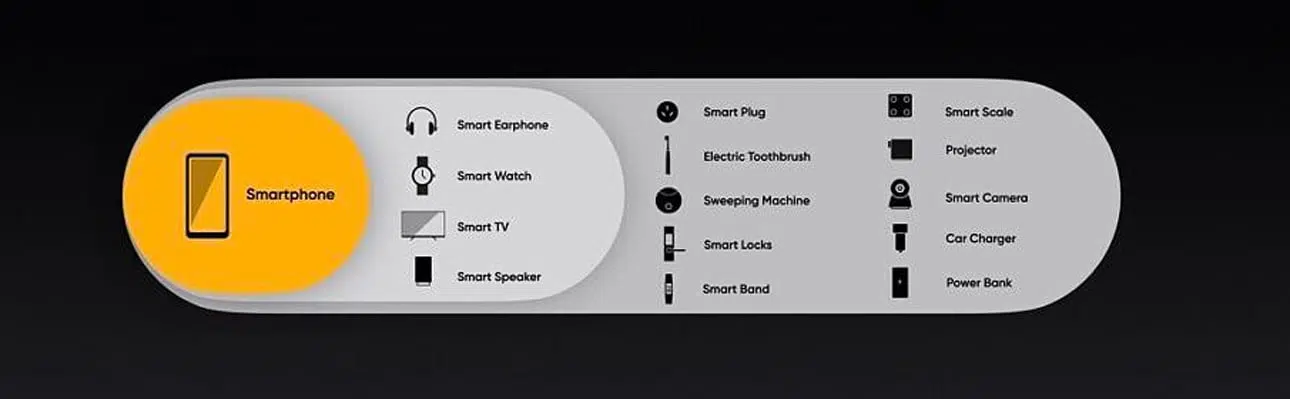 Smartphone
Smart Earphone
Smart Watch
Smart TV
Smart Speaker
Smart Plug
Electric Toothbrush
Sweeping Machine
Smart Locks
Smart Band
Smart Scale
Projector
Smart Camera
Car Charger
Power Bank